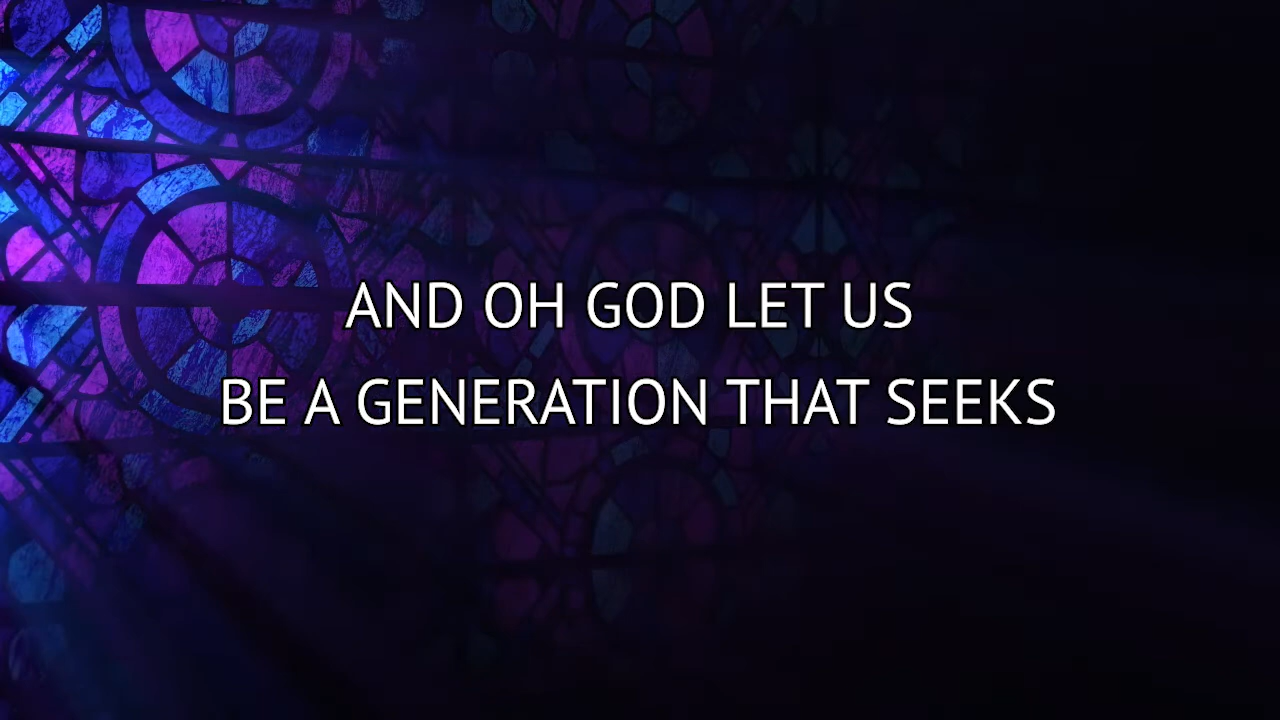 AND OH GOD LET US
BE A GENERATION THAT SEEKS